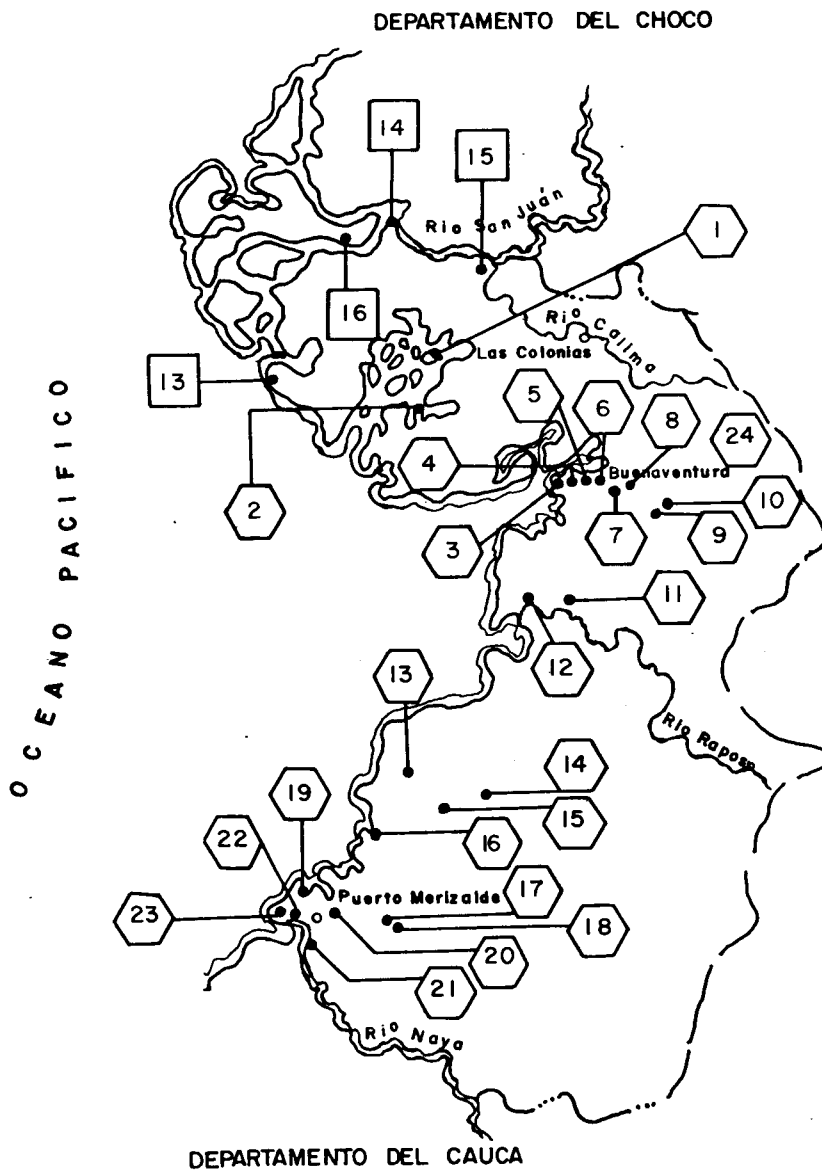 DEPARTAMENTO DEL CHOCO
14
15
Rio San Juán
1
16
Rio Calima
Las Colonias
13
5
6
8
24
4
Buenaventura
2
3
7
9
10
11
12
OCEANO PACIFICO
13
Rio Raposo
14
19
15
22
16
Puerto Merizalde
17
23
18
20
21
Rio Naya
DEPARTAMENTO DEL CAUCA